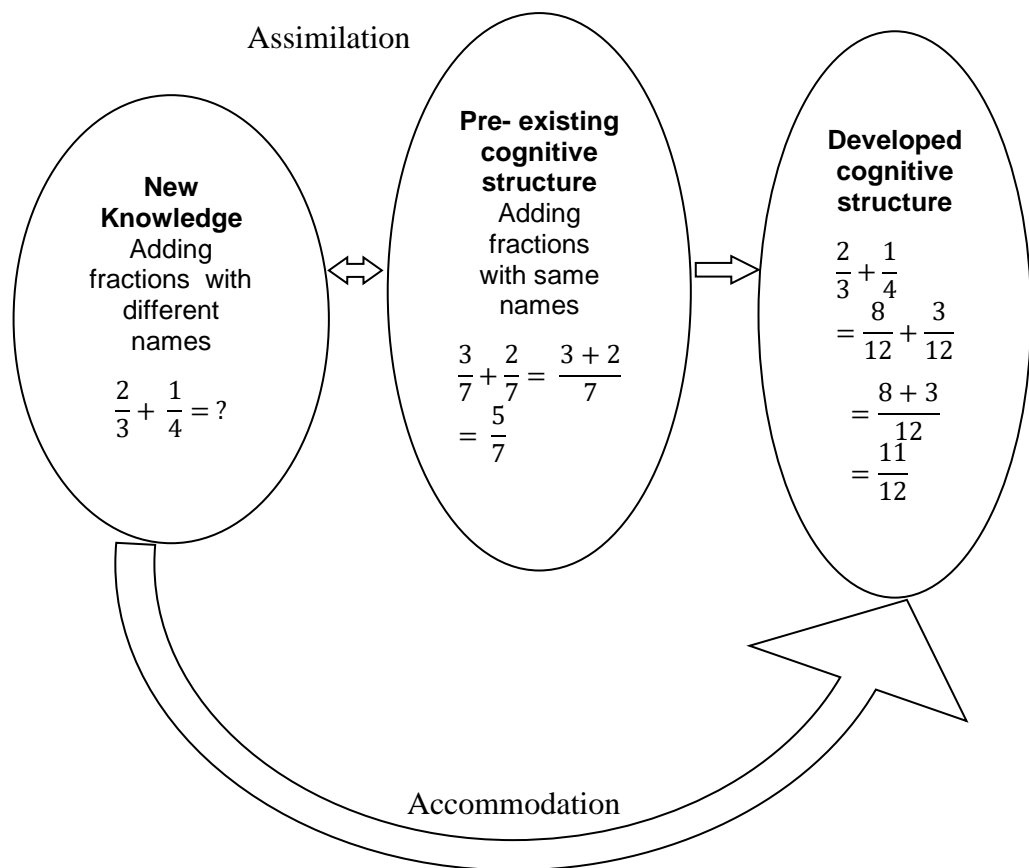 Assimilation
New
Knowledge
Adding
fractions with
different
names
2/3 + 1/4 = ?
Pre- existing
cognitive
structure
Adding
fractions
with same
names
3/7 + 2/7 = (3 + 2)/7
= 5/7
Developed
cognitive
structure
2/3 + 1/4
= 8/12 + 3/12
= (8 + 3)/12
= 11/12
Accommodation